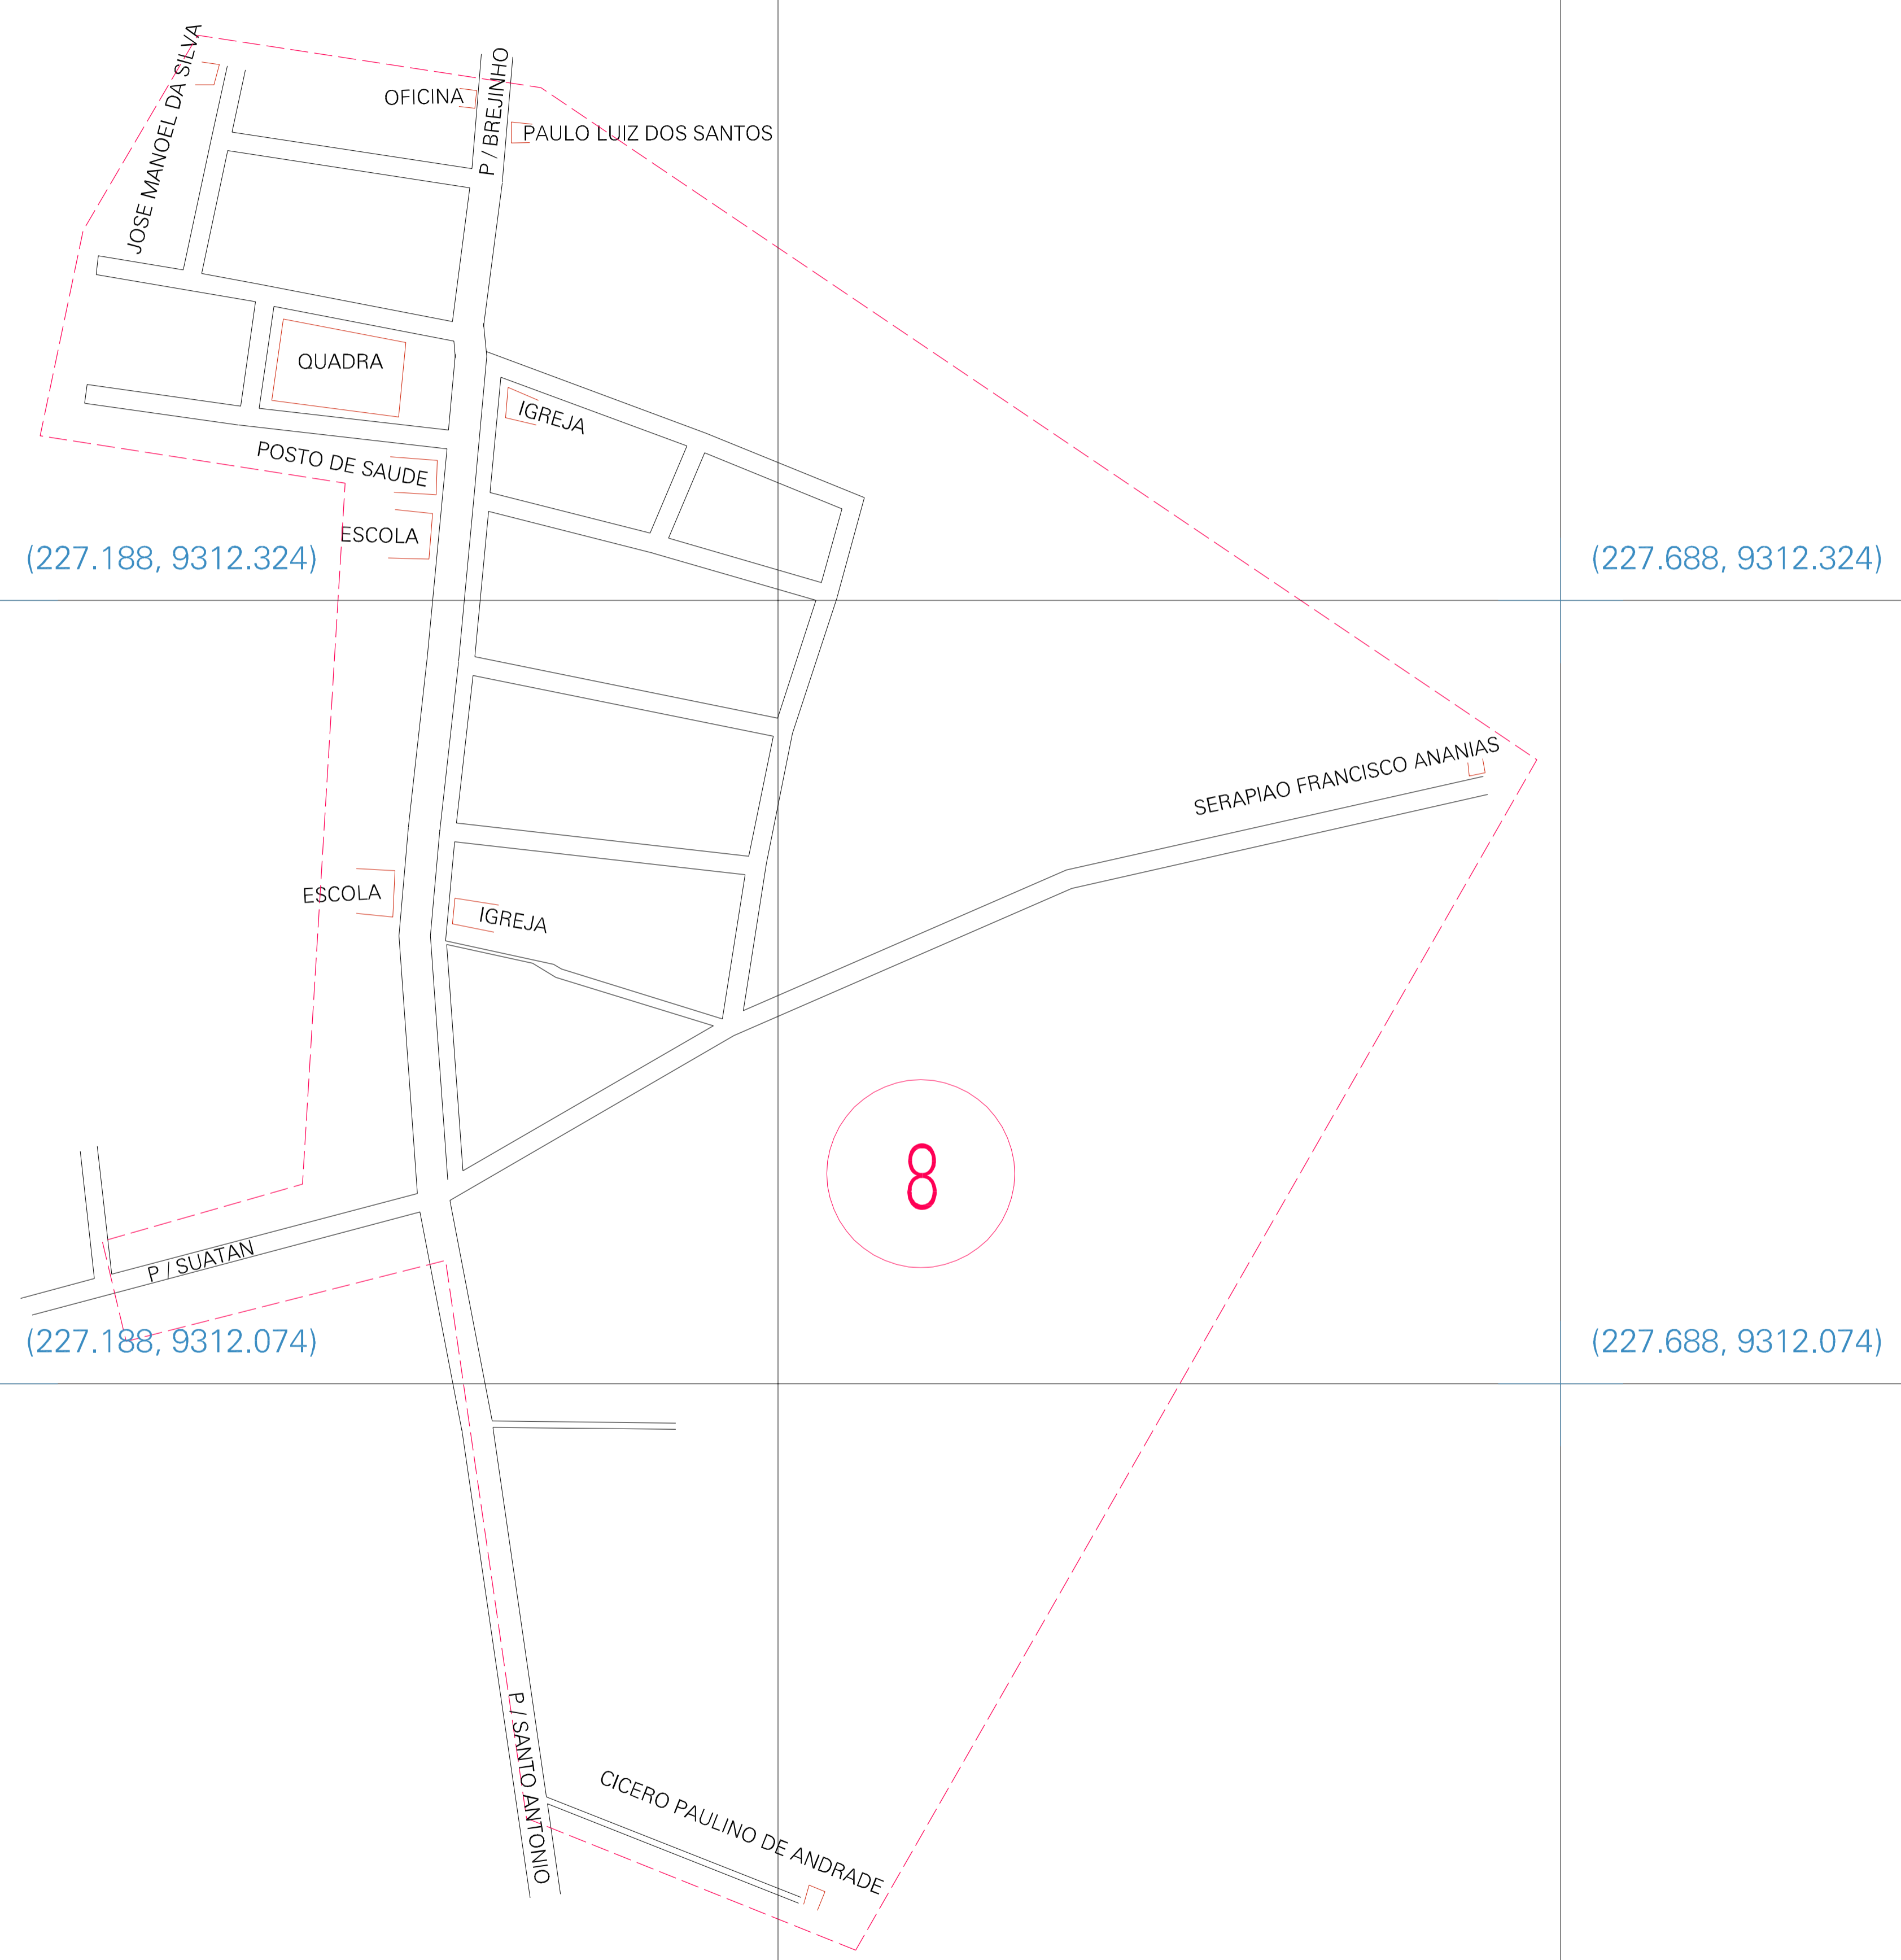 JOSE MANOEL DA SILVA
P / BREJINHO
OFICINA
PAULO LUIZ DOS SANTOS
QUADRA
IGREJA
POSTO DE SAUDE
ESCOLA
(227.188, 9312.324)
(227.688, 9312.324)
SERAPIAO FRANCISCO ANANIAS
ESCOLA
IGREJA
8
P / SUATAN
(227.188, 9312.074)
(227.688, 9312.074)
P / SANTO ANTONIO
CICERO PAULINO DE ANDRADE